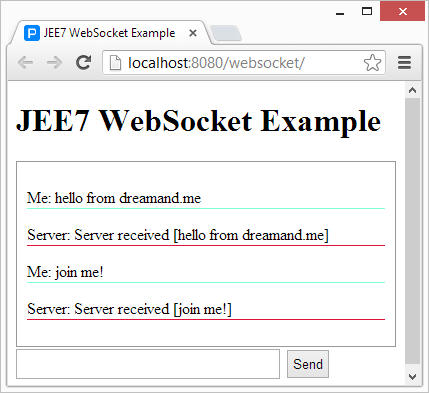 JEE7 WebSocket Example
localhost:8080/websocket/
JEE7 WebSocket Example
Me: hello from dreamand.me
Server: Server received [hello from dreamand.me]
Me: join me!
Server: Server received [join me!]
Send